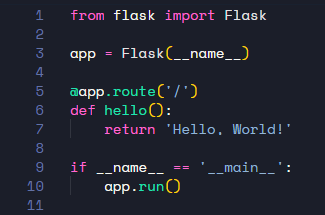 1 from flask import Flask
2
3 app = Flask(__name__)
4
5 @app.route('/')
6 def hello():
7     return 'Hello, World!'
8
9 if __name__ == '__main__':
10     app.run()
11